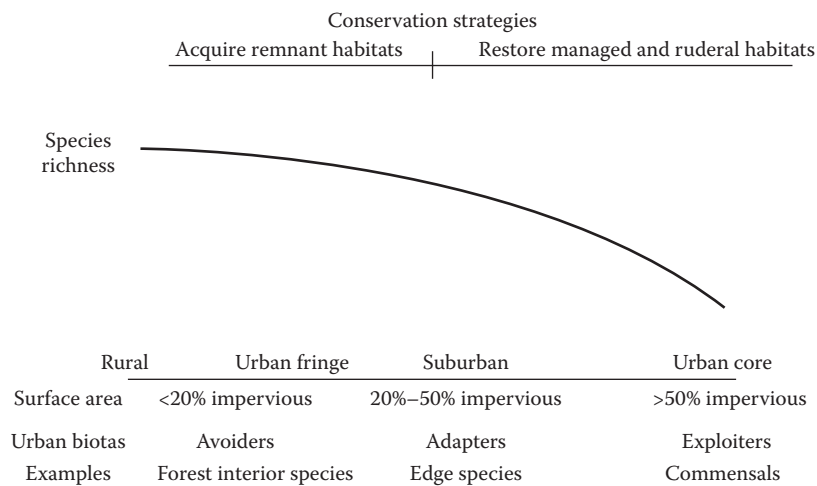 Conservation strategies
Acquire remnant habitats Restore managed and ruderal habitats
Species
richness
Rural Urban fringe Suburban Urban core
Surface area <20% impervious 20%–50% impervious >50% impervious
Urban biotas Avoiders Adapters Exploiters
Examples Forest interior species Edge species Commensals